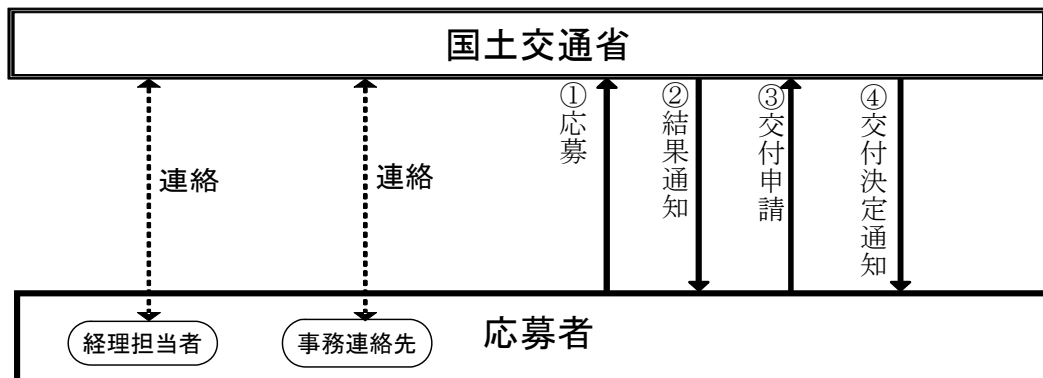 国土交通省
連絡
連絡
①応募
②結果通知
③交付申請
④交付決定通知
経理担当者
事務連絡先
応募者